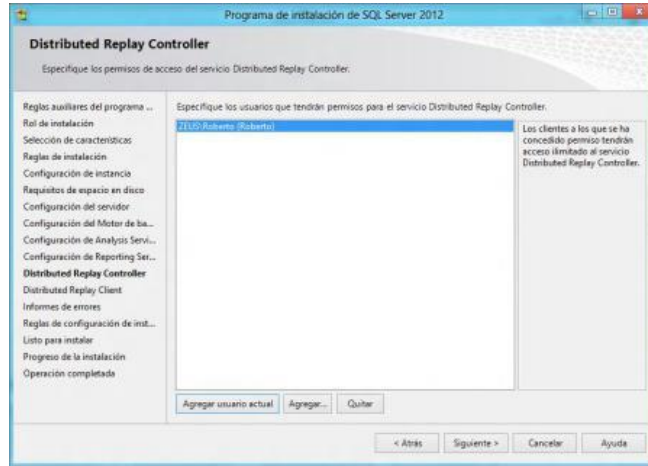 Programa de instalación de SQL Server 2012
Distributed Replay Controller
Especifique los permisos de acceso del servicio Distributed Replay Controller.
Reglas auxiliares del programa ...
Rol de instalación
Selección de características
Reglas de instalación
Configuración de instancia
Requisitos de espacio en disco
Configuración del servidor
Configuración del Motor de ba...
Configuración de Analysis Servi...
Configuración de Reporting Ser...
Distributed Replay Controller
Distributed Replay Client
Informes de errores
Reglas de configuración de inst...
Listo para instalar
Progreso de la instalación
Operación completada
Especifique los usuarios que tendrán permisos para el servicio Distributed Replay Controller.
ZEUS\Roberto (Roberto)
Los clientes a los que se ha
concedido permiso tendrán
acceso ilimitado al servicio
Distributed Replay Controller.
Agregar usuario actual
Agregar...
Quitar
< Atrás
Siguiente >
Cancelar
Ayuda